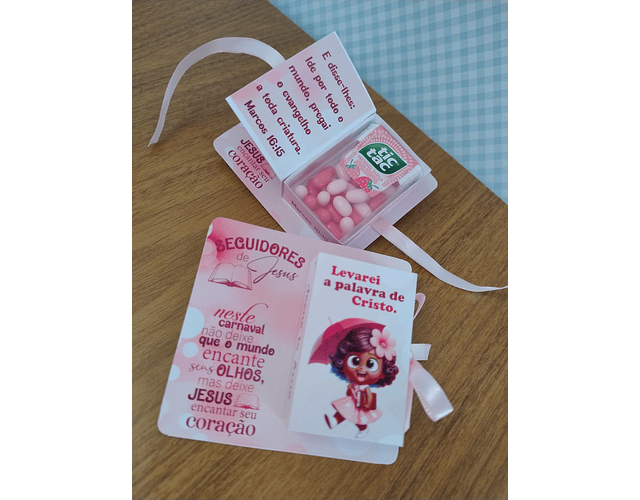 E disse-lhes:
Ide por todo o
mundo, pregai
o evangelho
a toda criatura.
Marcos 16:15
JESUS
encantar seu
coração
tic
tac
SEGUIDORES
de
Jesus
neste
carnaval
não deixe
que o mundo
encante
seus OLHOS,
mas deixe
JESUS
encantar seu
coração
Levarei
a palavra de
Cristo.